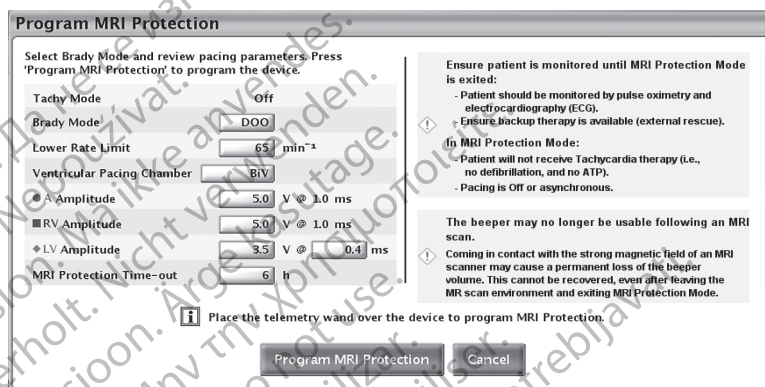 Program MRI Protection
Select Brady Mode and review pacing parameters. Press
'Program MRI Protection' to program the device.
Tachy Mode Off
Brady Mode DOO
Lower Rate Limit 65 min⁻¹
Ventricular Pacing Chamber BiV
A Amplitude 5.0 V @ 1.0 ms
RV Amplitude 5.0 V @ 1.0 ms
LV Amplitude 3.5 V @ 0.4 ms
MRI Protection Time-out 6 h
Ensure patient is monitored until MRI Protection Mode
is exited:
- Patient should be monitored by pulse oximetry and
electrocardiography (ECG).
- Ensure backup therapy is available (external rescue).
In MRI Protection Mode:
- Patient will not receive Tachycardia therapy (i.e.,
no defibrillation, and no ATP).
- Pacing is Off or asynchronous.
The beeper may no longer be usable following an MRI
scan.
Coming in contact with the strong magnetic field of an MRI
scanner may cause a permanent loss of the beeper
volume. This cannot be recovered, even after leaving the
MR scan environment and exiting MRI Protection Mode.
i Place the telemetry wand over the device to program MRI Protection.
Program MRI Protection Cancel